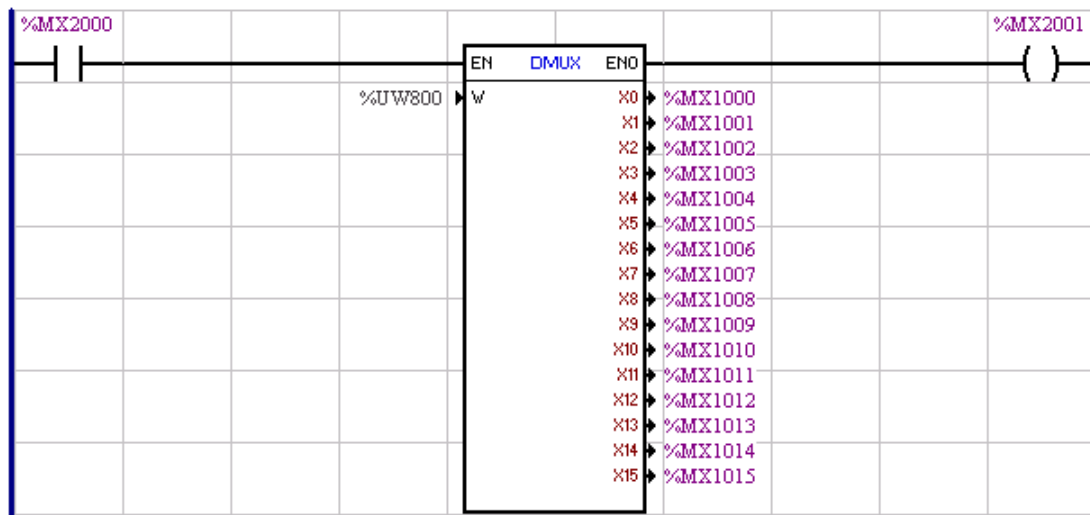 %MX2000 %MX2001
EN DMUX ENO
%UW800 W X0 %MX1000
X1 %MX1001
X2 %MX1002
X3 %MX1003
X4 %MX1004
X5 %MX1005
X6 %MX1006
X7 %MX1007
X8 %MX1008
X9 %MX1009
X10 %MX1010
X11 %MX1011
X12 %MX1012
X13 %MX1013
X14 %MX1014
X15 %MX1015